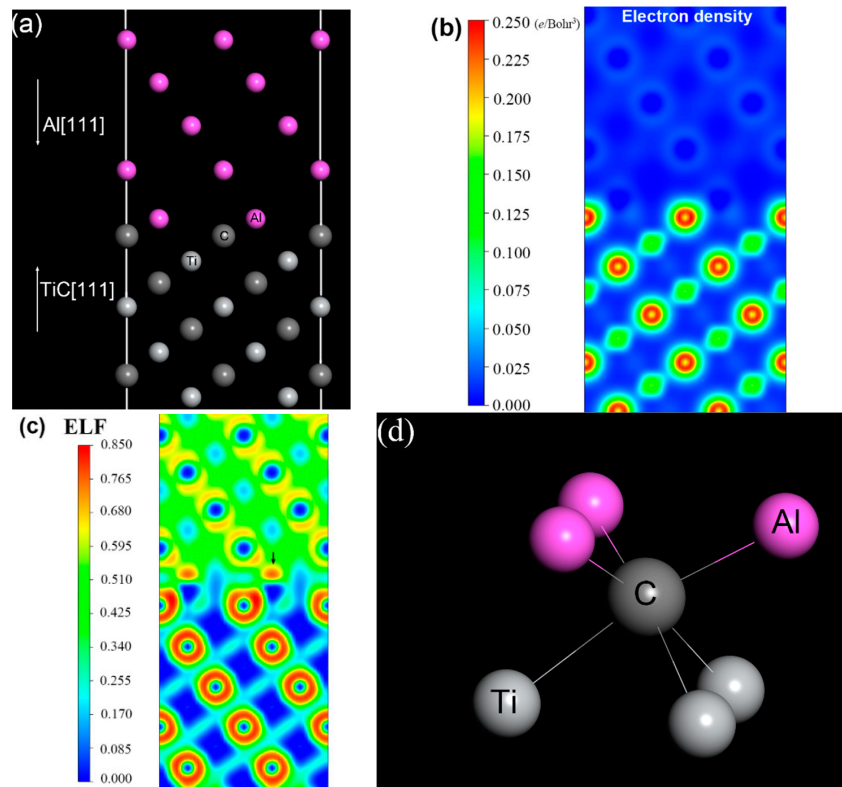 (a)
Al[111]
Al
C
Ti
TiC[111]
(b)
0.250 (e/Bohr³)
0.225
0.200
0.175
0.150
0.125
0.100
0.075
0.050
0.025
0.000
Electron density
(c) ELF
0.850
0.765
0.680
0.595
0.510
0.425
0.340
0.255
0.170
0.085
0.000
(d)
Al
C
Ti